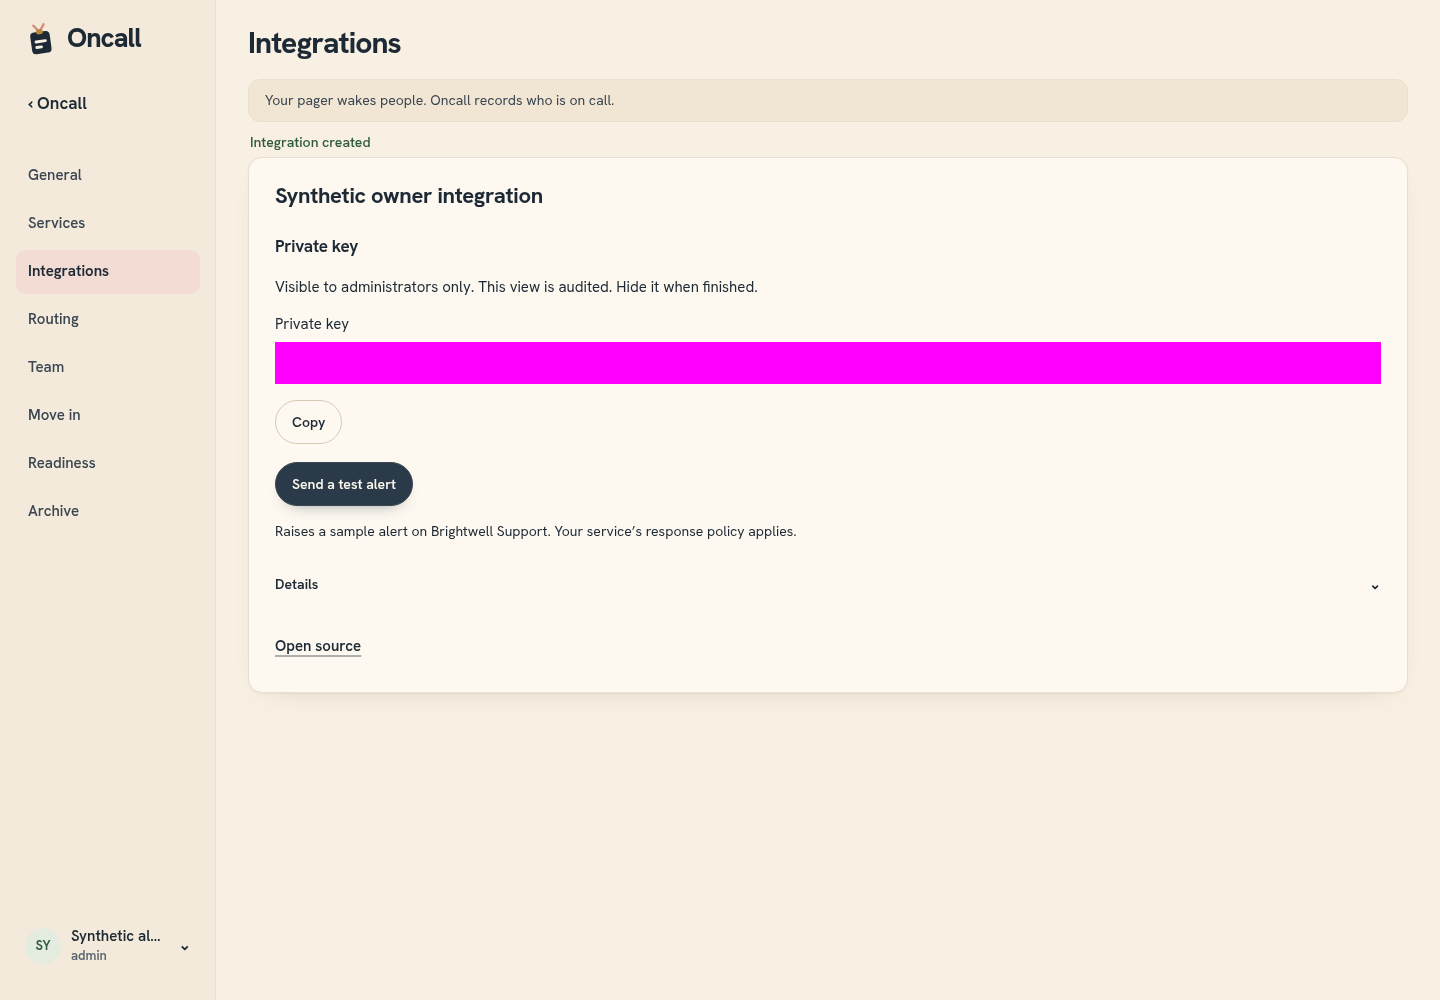 Oncall
‹ Oncall
General
Services
Integrations
Routing
Team
Move in
Readiness
Archive
SY
Synthetic al…
admin
Integrations
Your pager wakes people. Oncall records who is on call.
Integration created
Synthetic owner integration
Private key
Visible to administrators only. This view is audited. Hide it when finished.
Private key
Copy
Send a test alert
Raises a sample alert on Brightwell Support. Your service’s response policy applies.
Details
Open source